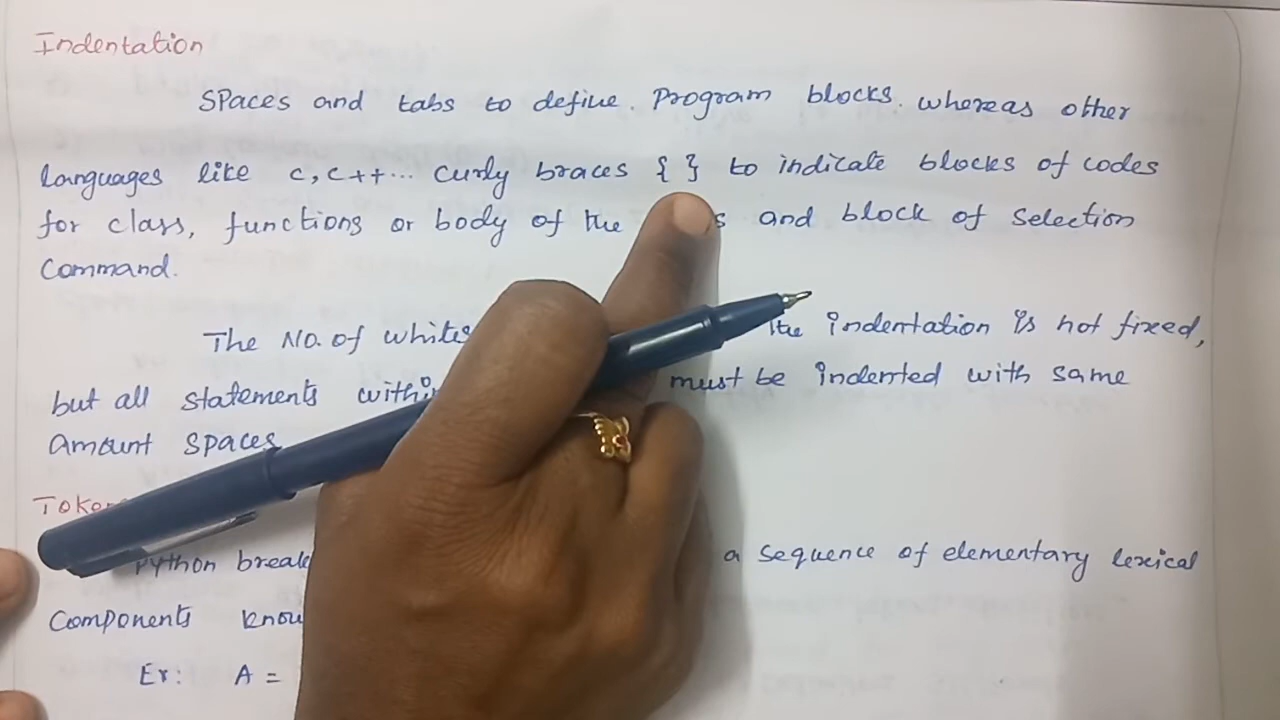 Indentation
Spaces and tabs to define. Program blocks. whereas other
languages like c, c++... curly braces { } to indicate blocks of codes
for class, functions or body of the and block of selection
Command.
The No. of the indentation is not fixed,
but all statements must be indented with same
amount spaces
Python a sequence of elementary lexical
Components
Ex: A =